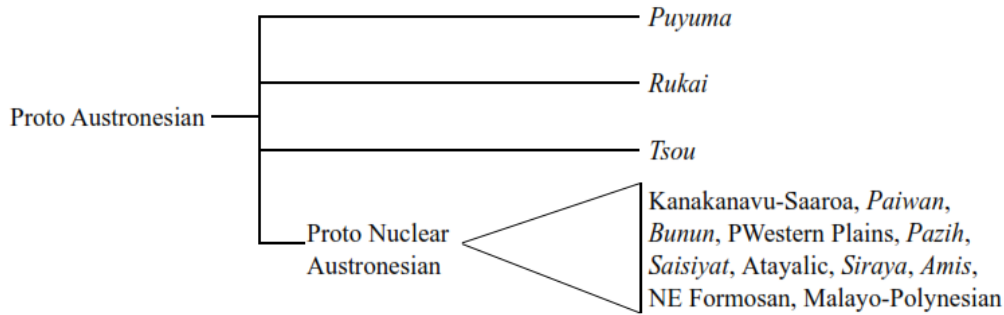 Puyuma
Rukai
Proto Austronesian
Tsou
Proto Nuclear
Austronesian
Kanakanavu-Saaroa, Paiwan,
Bunun, PWestern Plains, Pazih,
Saisiyat, Atayalic, Siraya, Amis,
NE Formosan, Malayo-Polynesian